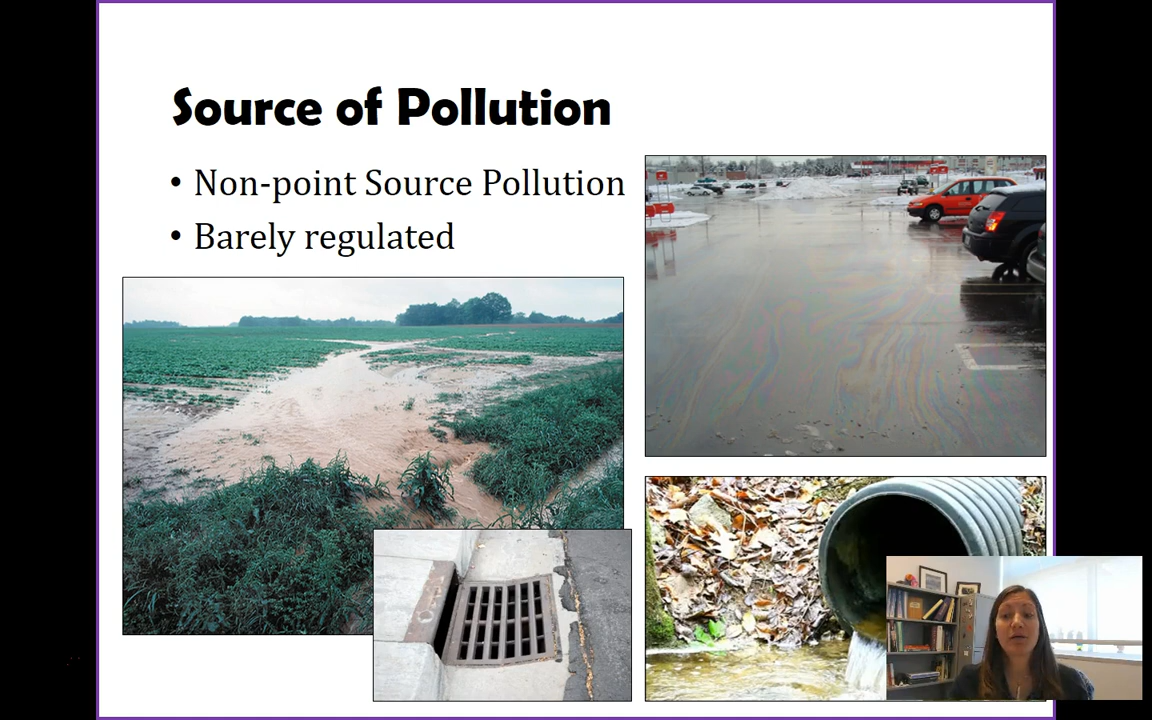 Source of Pollution
• Non-point Source Pollution
• Barely regulated